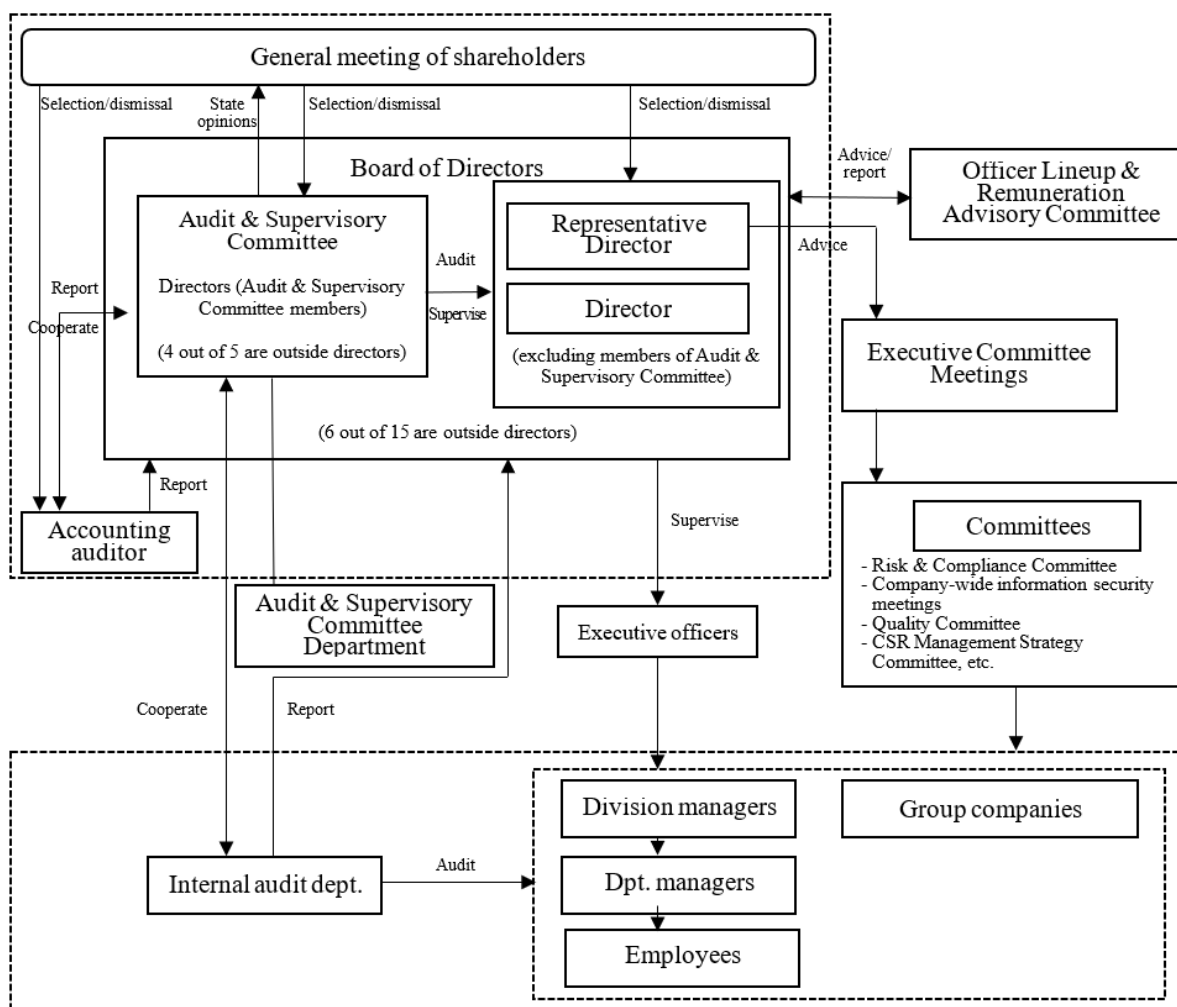 General meeting of shareholders
Selection/dismissal
State
opinions
Selection/dismissal
Selection/dismissal
Board of Directors
Audit & Supervisory
Committee
Directors (Audit & Supervisory
Committee members)
(4 out of 5 are outside directors)
Audit
Supervise
Representative
Director
Director
(excluding members of Audit &
Supervisory Committee)
(6 out of 15 are outside directors)
Advice/
report
Officer Lineup &
Remuneration
Advisory Committee
Advice
Report
Cooperate
Executive Committee
Meetings
Report
Accounting
auditor
Supervise
Committees
- Risk & Compliance Committee
- Company-wide information security
meetings
- Quality Committee
- CSR Management Strategy
Committee, etc.
Audit & Supervisory
Committee
Department
Executive officers
Cooperate
Report
Division managers
Group companies
Internal audit dept.
Audit
Dpt. managers
Employees